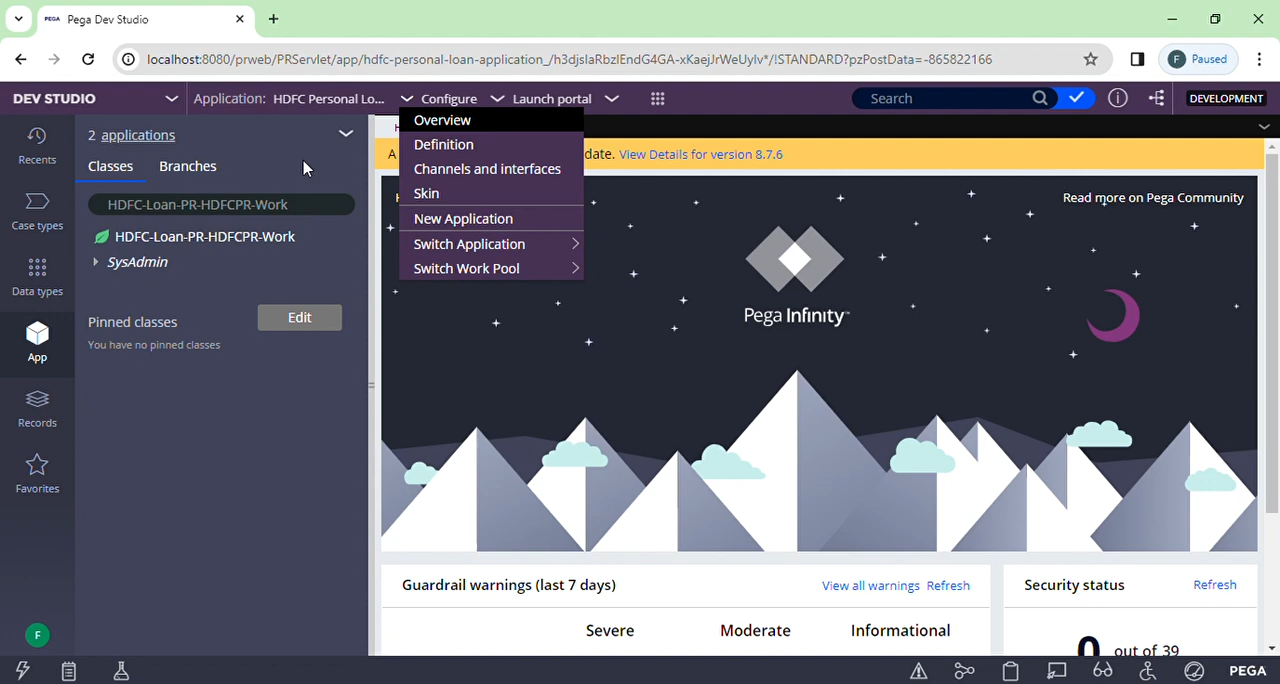 PEGA Pega Dev Studio
localhost:8080/prweb/PRServlet/app/hdfc-personal-loan-application_/h3djslaRbzlEndG4GA-xKaejJrWeUylv*/!STANDARD?pzPostData=-865822166
F Paused
DEV STUDIO
Application: HDFC Personal Lo...
Configure
Launch portal
Search
DEVELOPMENT
Recents
Case types
Data types
App
Records
Favorites
F
2 applications
Classes Branches
HDFC-Loan-PR-HDFCPR-Work
HDFC-Loan-PR-HDFCPR-Work
SysAdmin
Pinned classes
Edit
You have no pinned classes
Overview
Definition
Channels and interfaces
Skin
New Application
Switch Application
Switch Work Pool
A date. View Details for version 8.7.6
Read more on Pega Community
Pega Infinity™
Guardrail warnings (last 7 days)
View all warnings Refresh
Severe Moderate Informational
Security status
Refresh
0 out of 39
PEGA